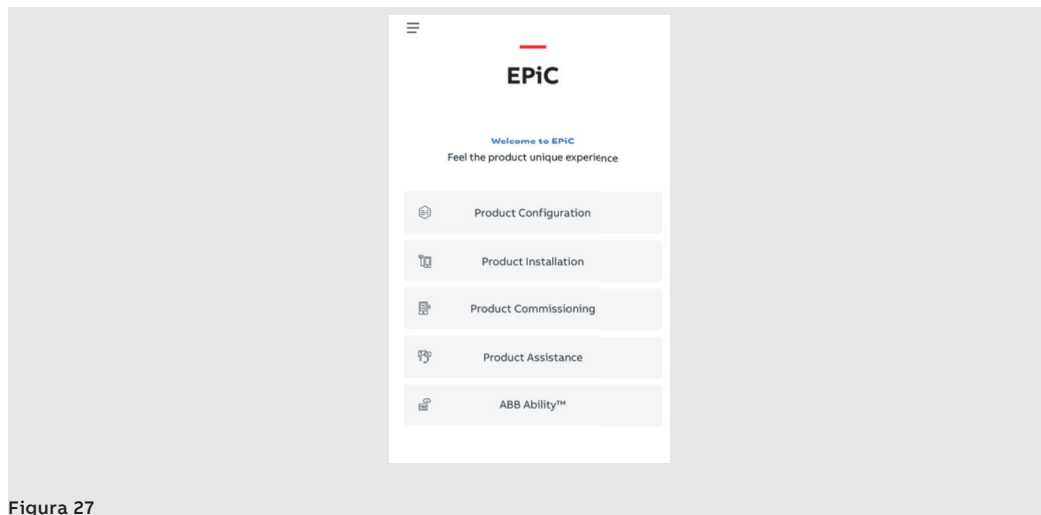 EPiC
Welcome to EPiC
Feel the product unique experience
Product Configuration
Product Installation
Product Commissioning
Product Assistance
ABB Ability™
Figura 27